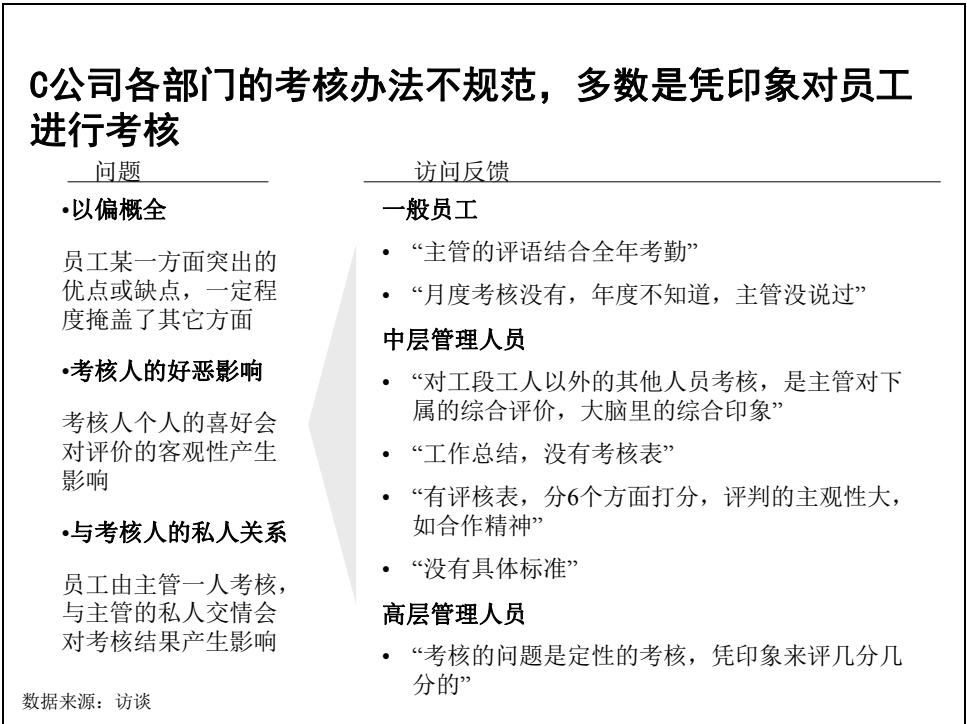 C公司各部门的考核办法不规范，多数是凭印象对员工
进行考核
问题
•以偏概全
员工某一方面突出的
优点或缺点，一定程
度掩盖了其它方面
•考核人的好恶影响
考核人个人的喜好会
对评价的客观性产生
影响
•与考核人的私人关系
员工由主管一人考核，
与主管的私人交情会
对考核结果产生影响
访问反馈
一般员工
• “主管的评语结合全年考勤”
• “月度考核没有，年度不知道，主管没说过”
中层管理人员
• “对工段工人以外的其他人员考核，是主管对下
属的综合评价，大脑里的综合印象”
• “工作总结，没有考核表”
• “有评核表，分6个方面打分，评判的主观性大，
如合作精神”
• “没有具体标准”
高层管理人员
• “考核的问题是定性的考核，凭印象来评几分几
分的”
数据来源：访谈